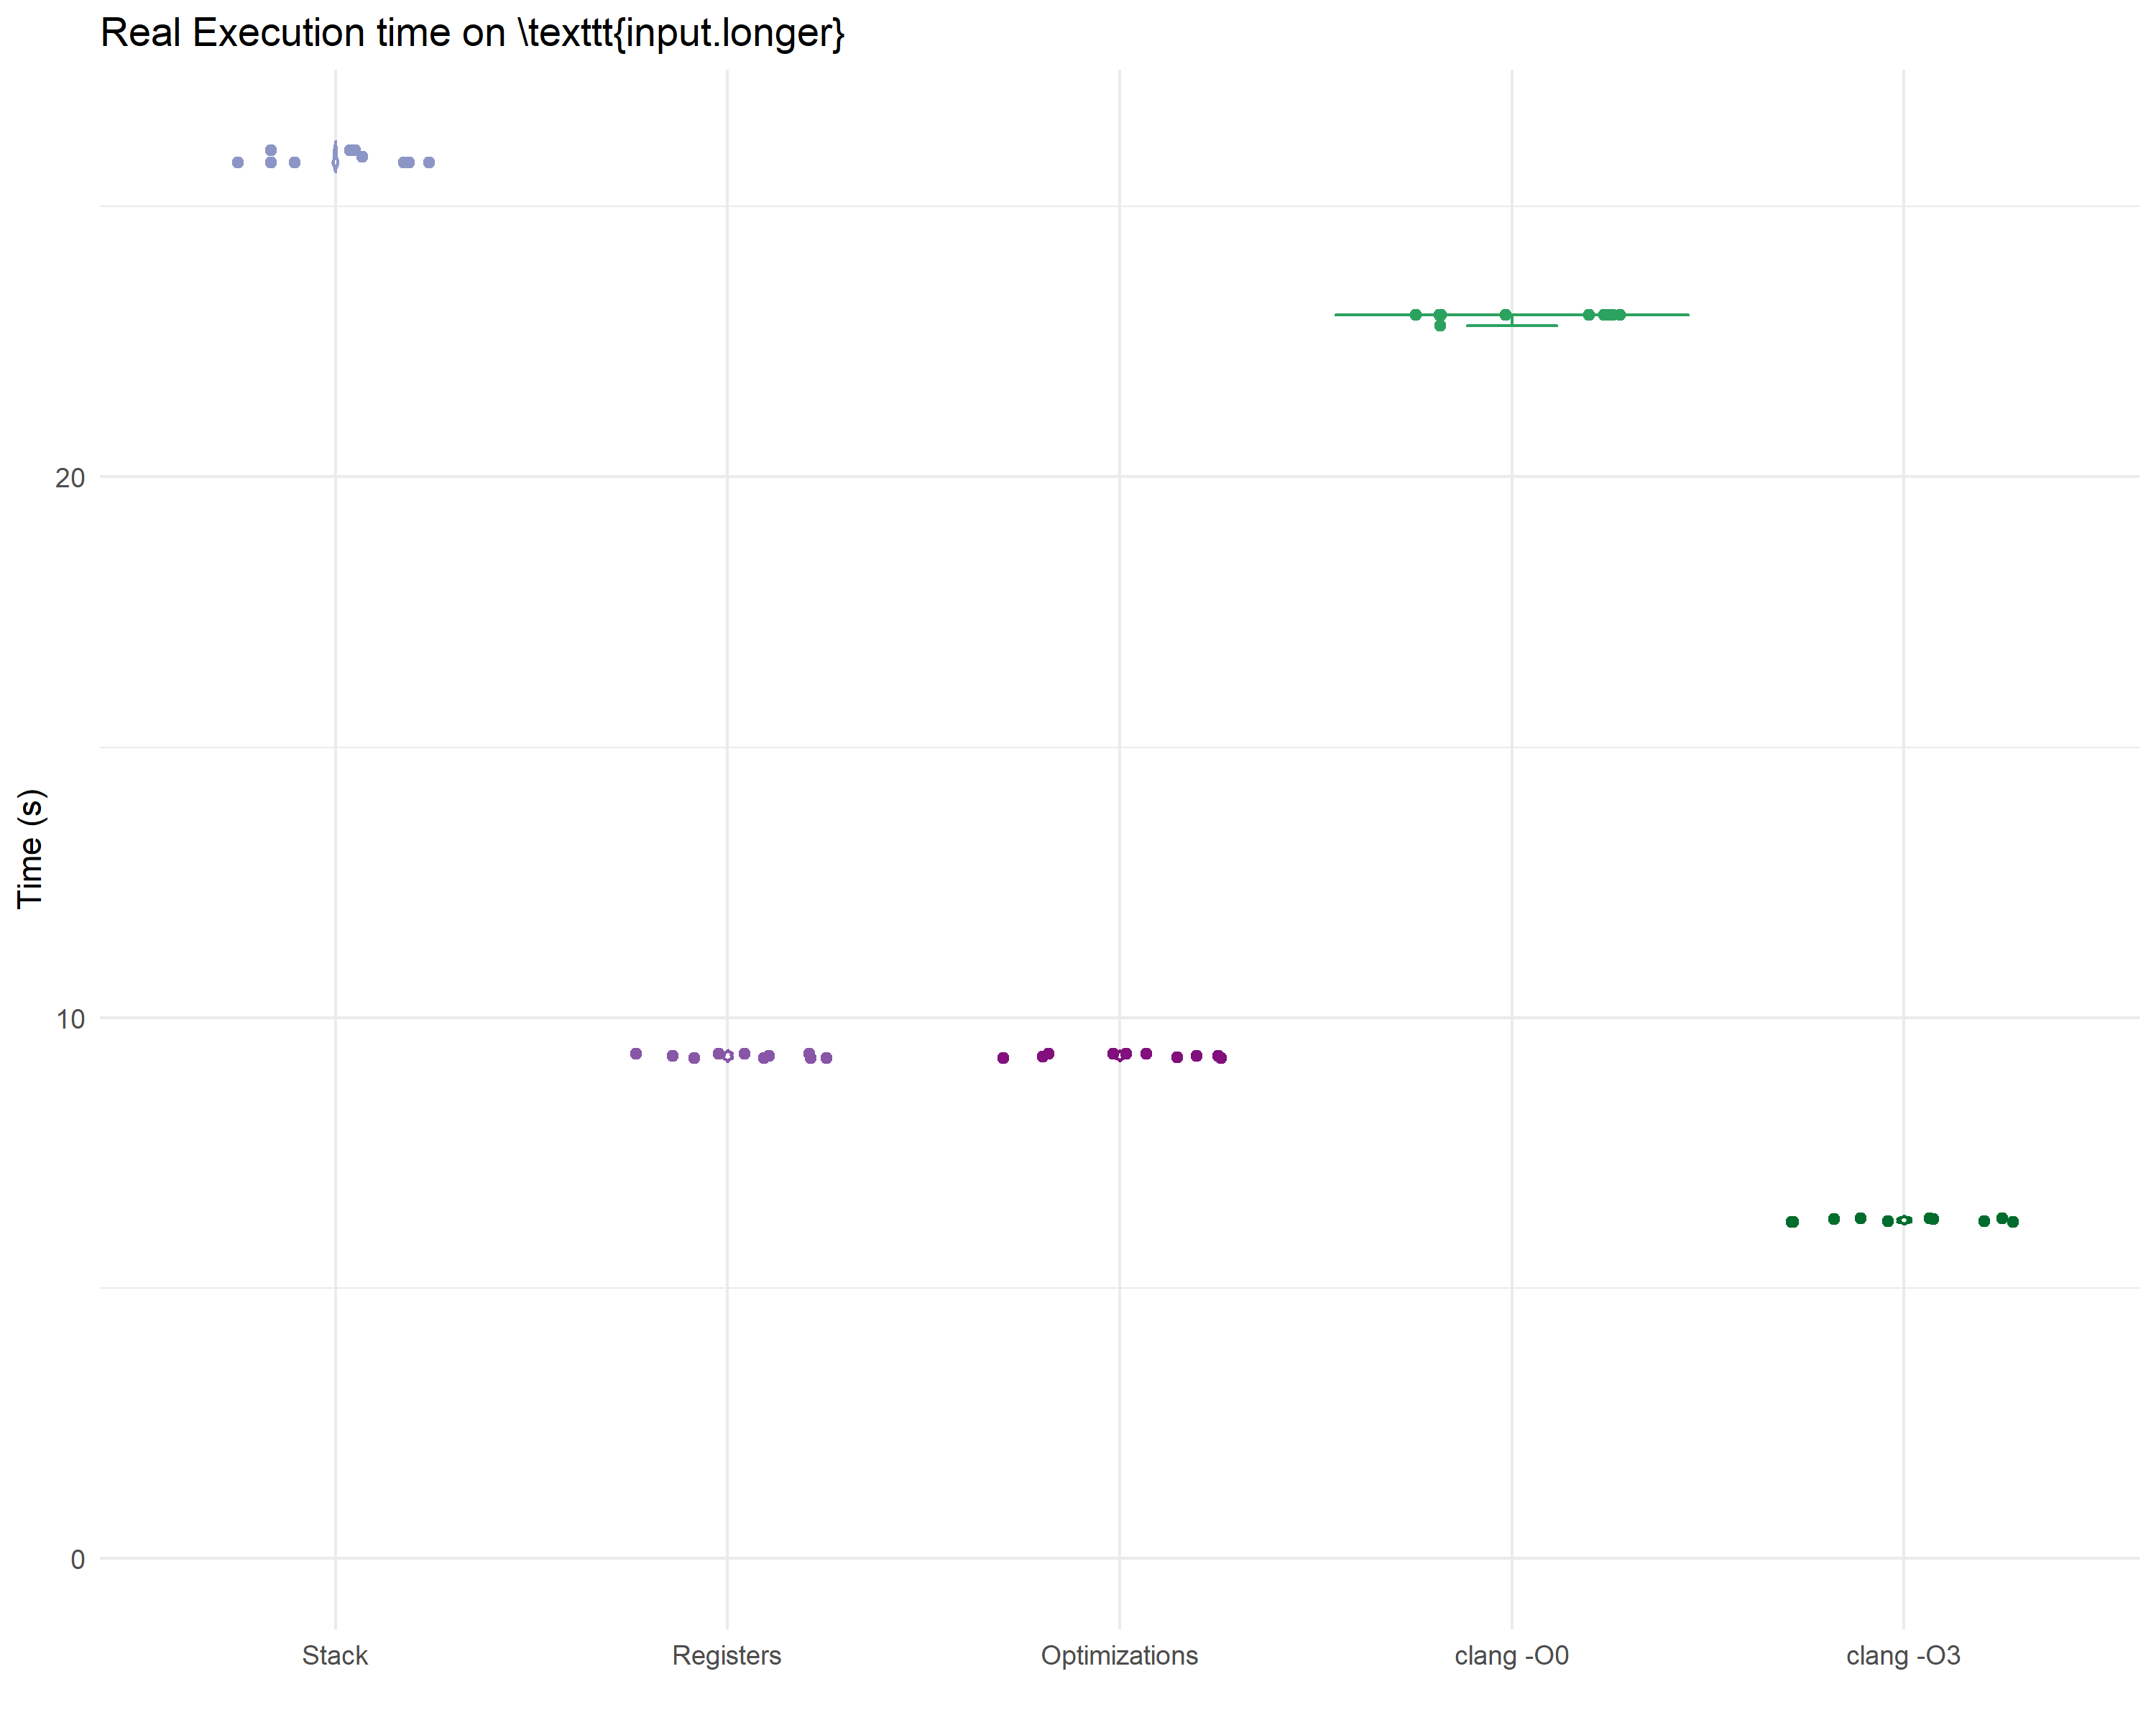 Real Execution time on \texttt{input.longer}
Time (s)
20
10
0
Stack Registers Optimizations clang -O0 clang -O3